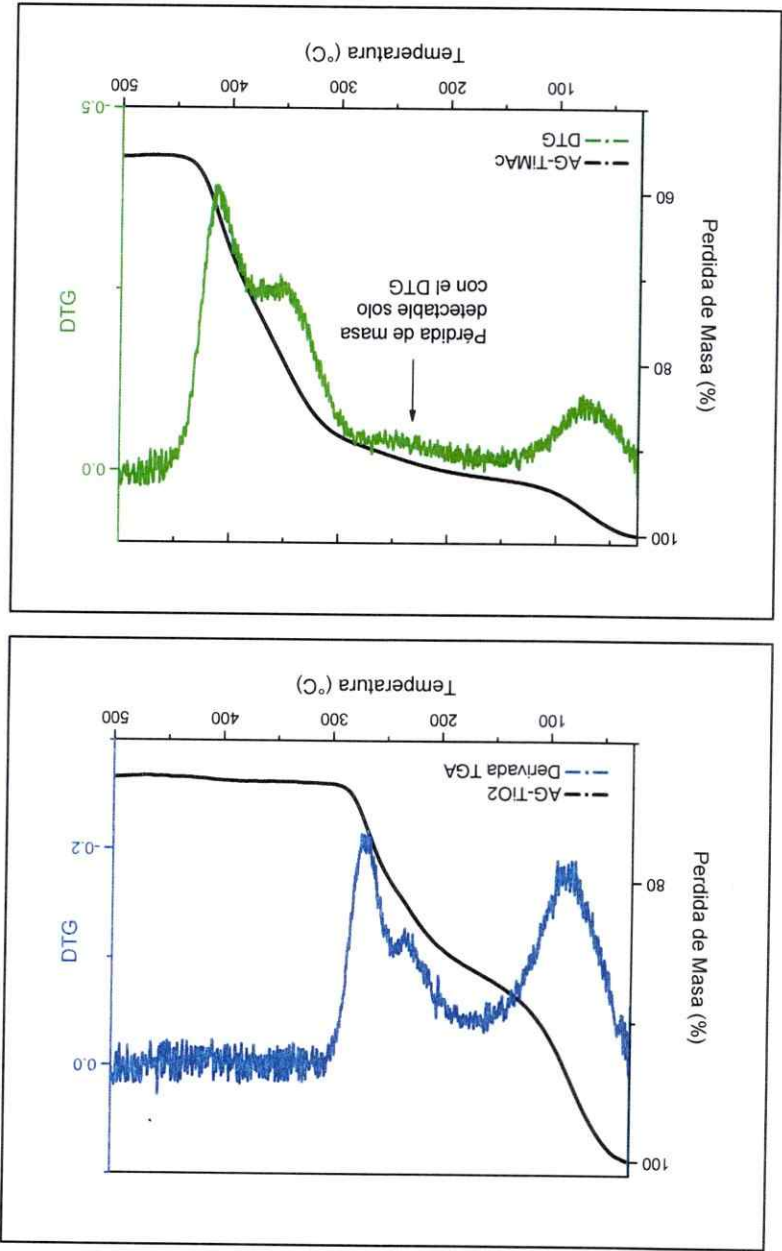 100
80
Perdida de Masa (%)
0.0
-0.2
DTG
AG-TiO2
Derivada TGA
100 200 300 400 500
Temperatura (°C)
100
80
60
Perdida de Masa (%)
0.0
-0.5
DTG
Pérdida de masa
detectable solo
con el DTG
AG-TiMAc
DTG
100 200 300 400 500
Temperatura (°C)